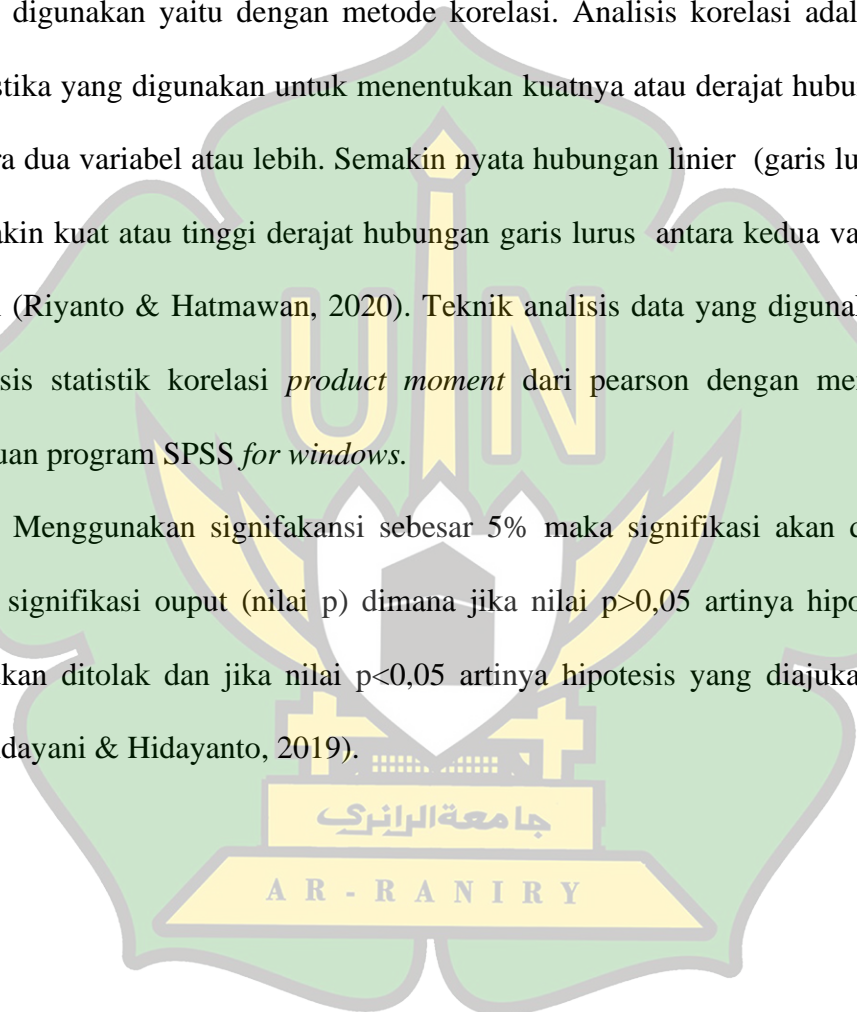 digunakan yaitu dengan metode korelasi. Analisis korelasi adal
stika yang digunakan untuk menentukan kuatnya atau derajat hubun
ra dua variabel atau lebih. Semakin nyata hubungan linier (garis lu
akin kuat atau tinggi derajat hubungan garis lurus antara kedua va
(Riyanto & Hatmawan, 2020). Teknik analisis data yang diguna
sis statistik korelasi product moment dari pearson dengan mer
uan program SPSS for windows.
Menggunakan signifakansi sebesar 5% maka signifikasi akan d
signifikasi ouput (nilai p) dimana jika nilai p>0,05 artinya hipo
kan ditolak dan jika nilai p<0,05 artinya hipotesis yang diajuka
dayani & Hidayanto, 2019).
UIN
جامعةالرانري
AR-RANIRY